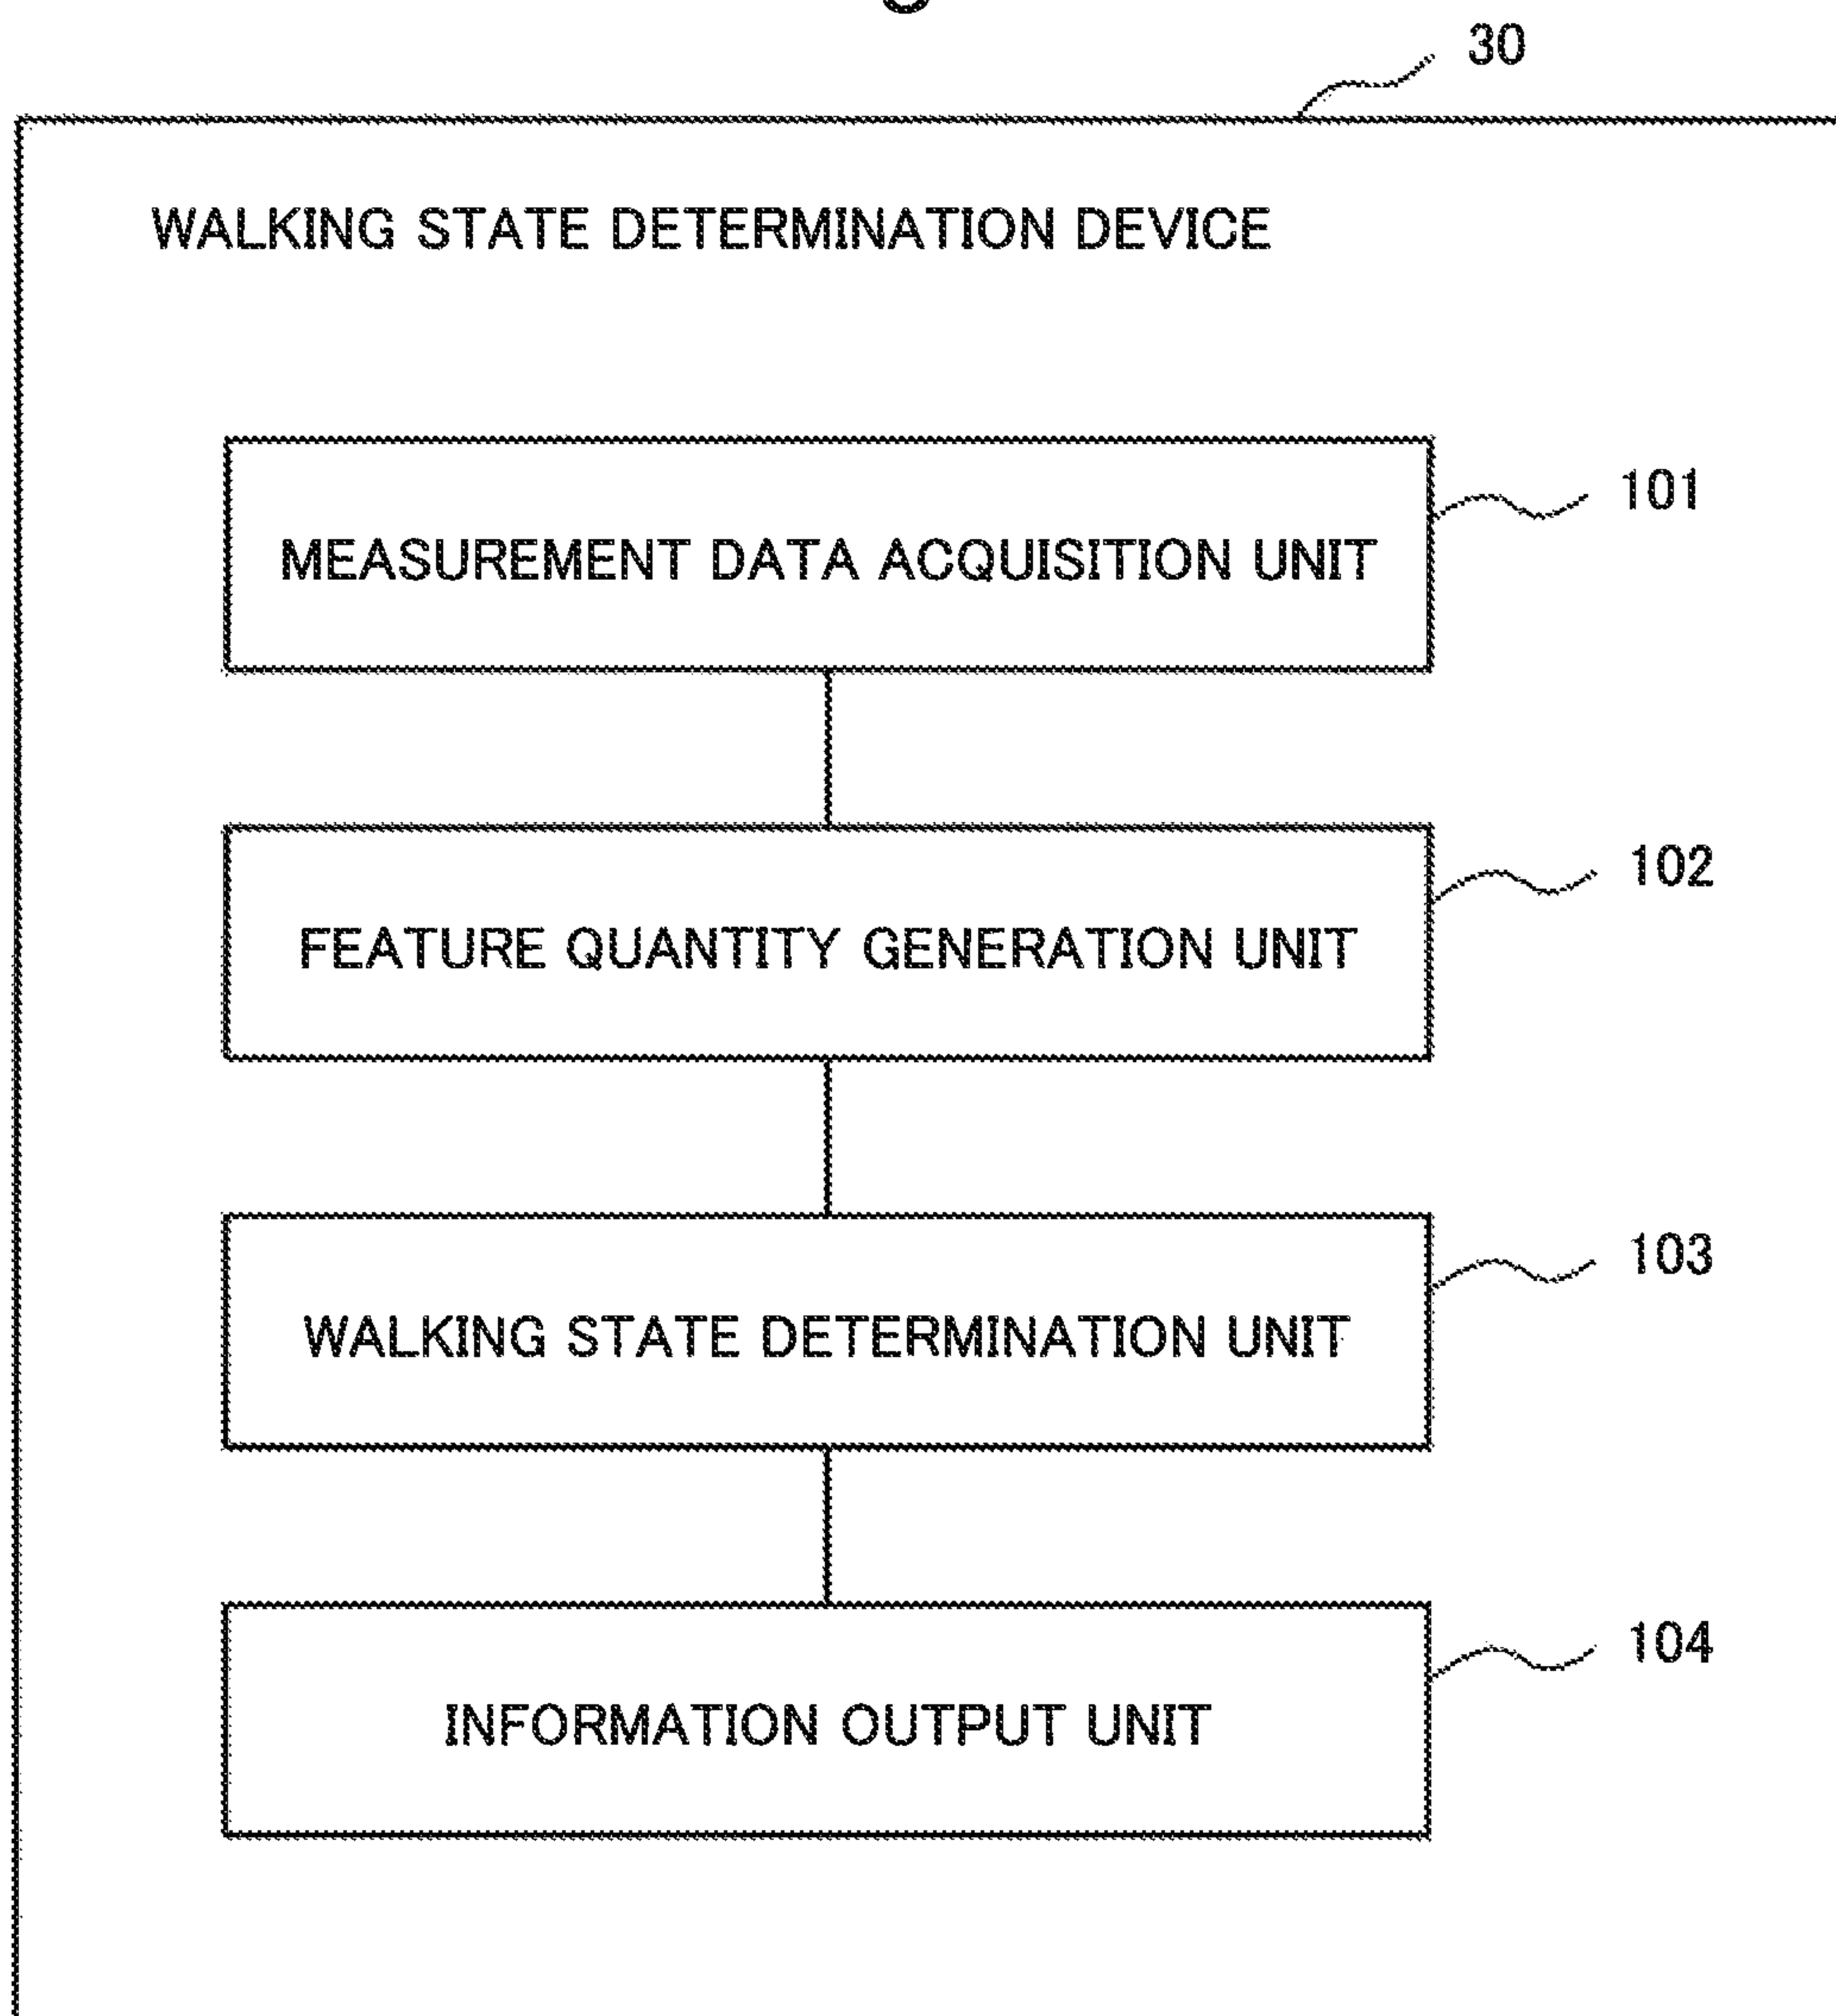 30
WALKING STATE DETERMINATION DEVICE
MEASUREMENT DATA ACQUISITION UNIT
101
FEATURE QUANTITY GENERATION UNIT
102
WALKING STATE DETERMINATION UNIT
103
INFORMATION OUTPUT UNIT
104